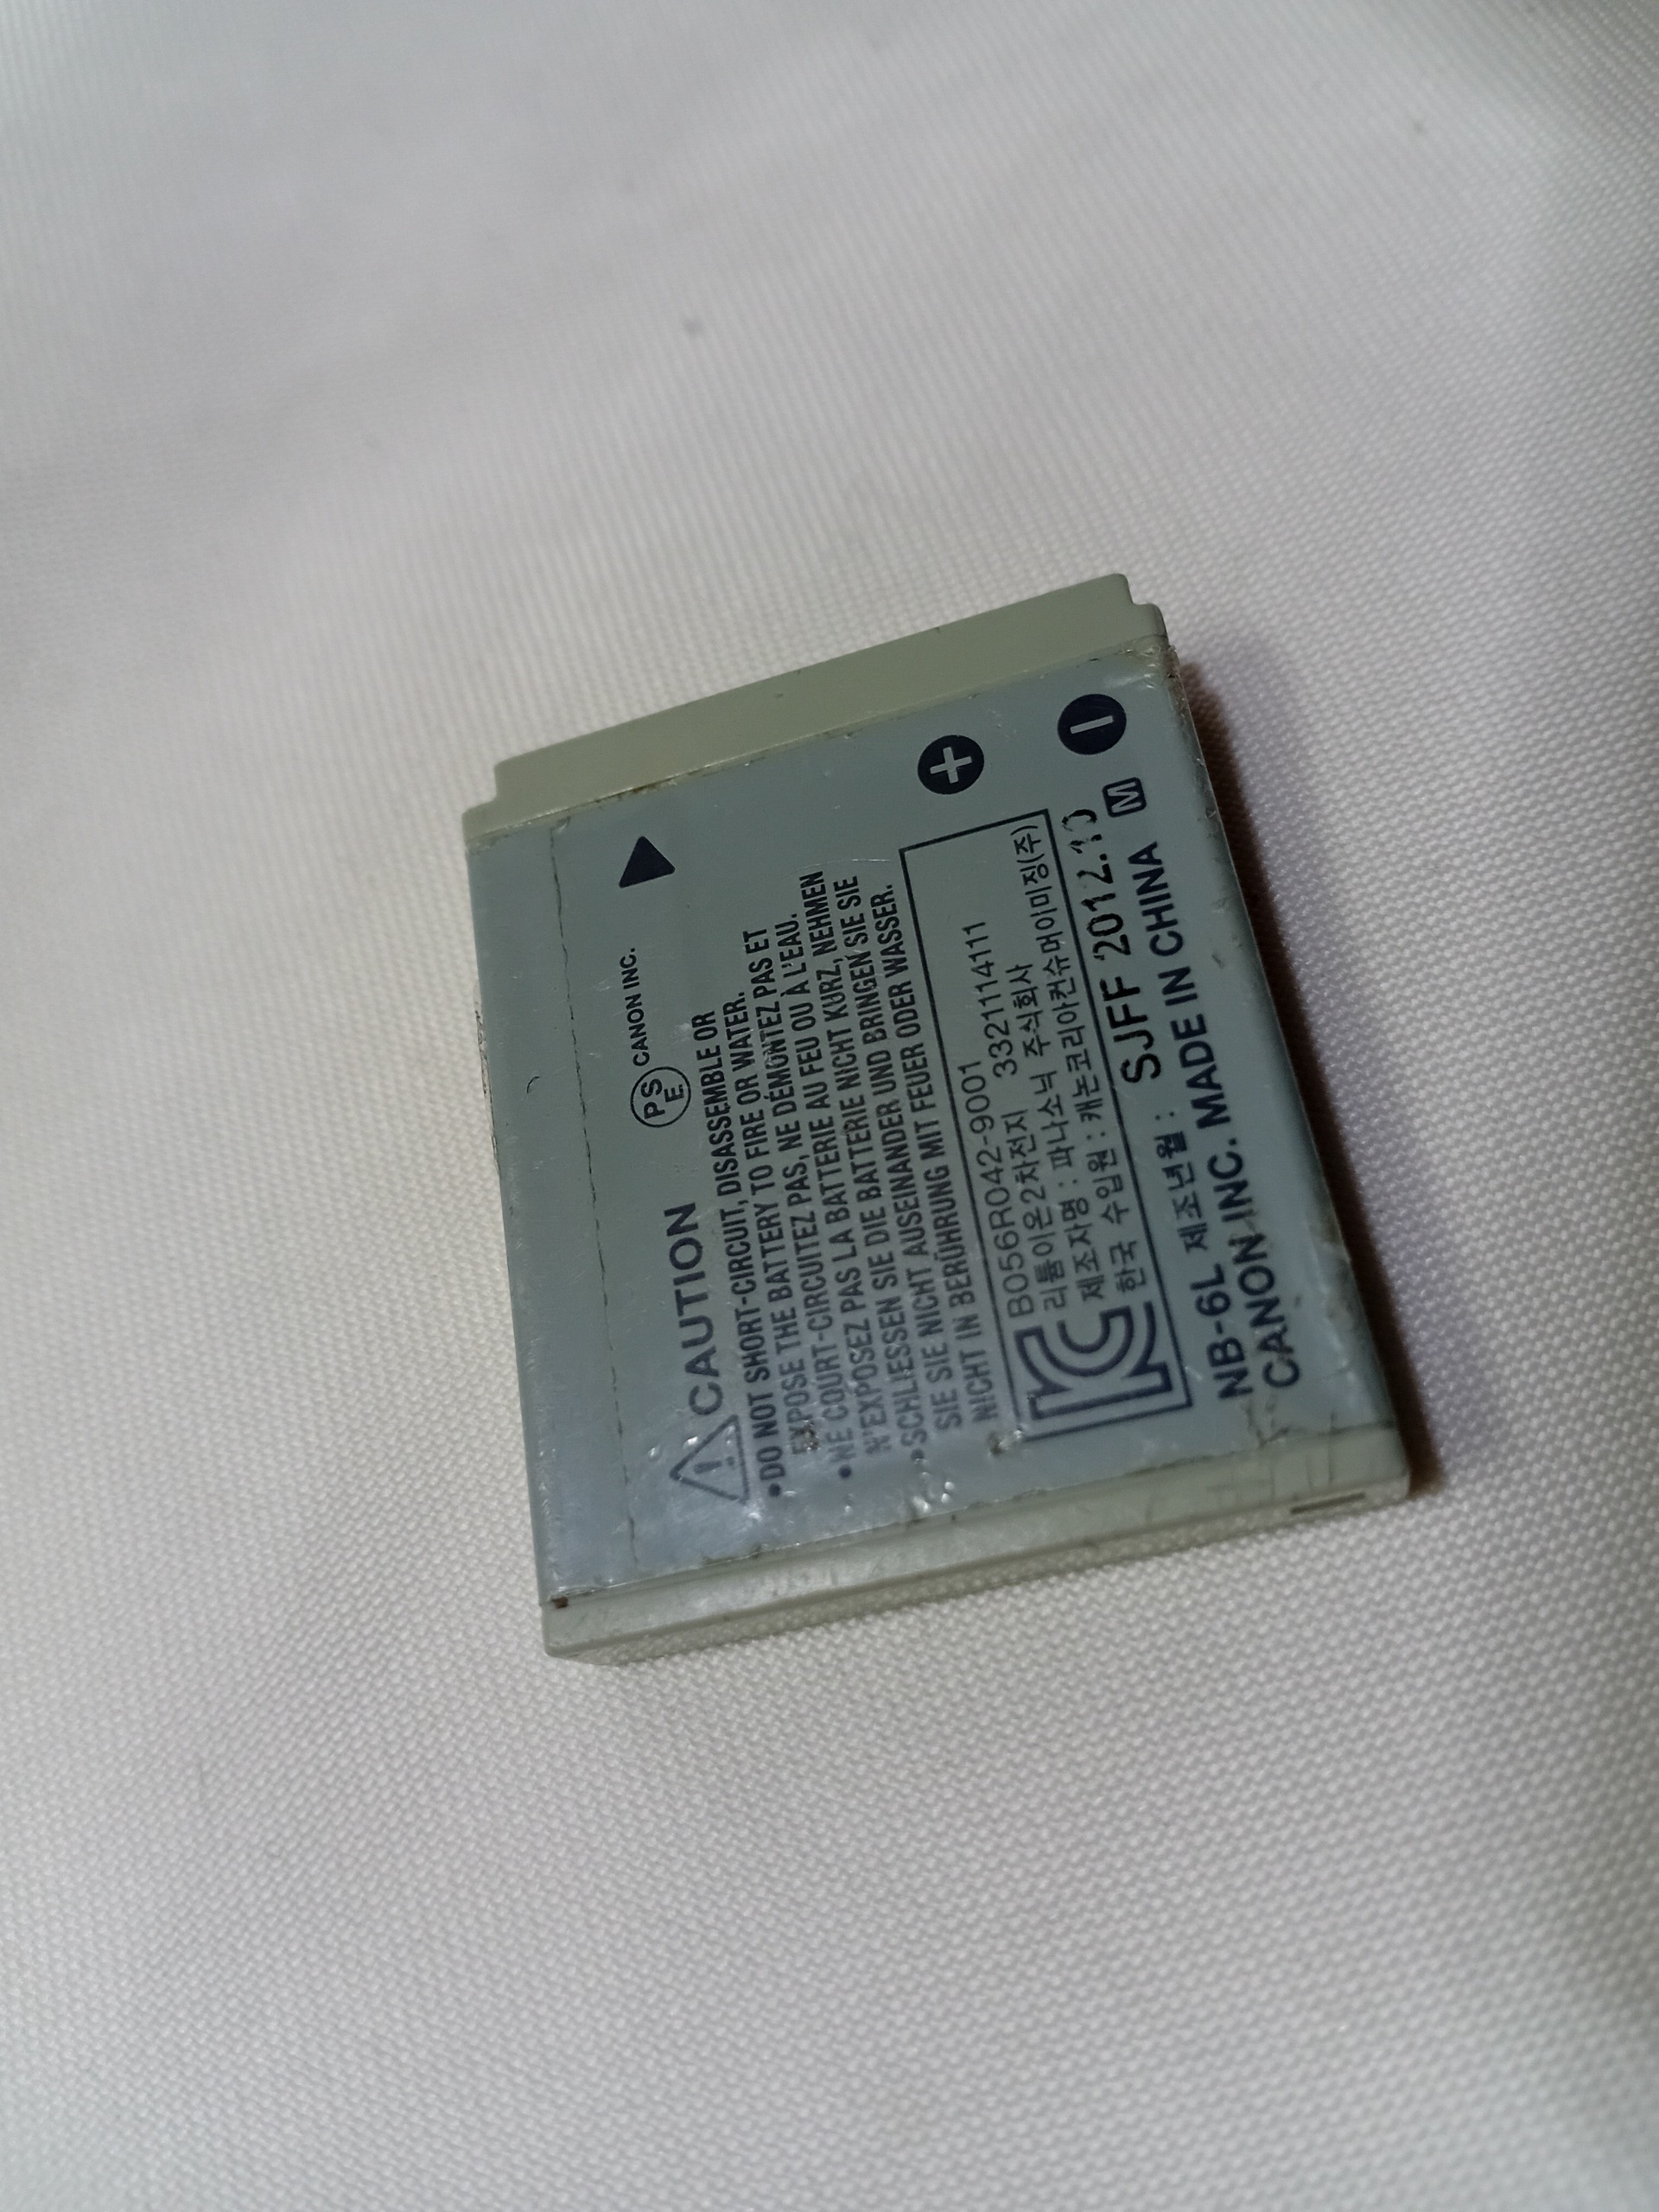 PSE CANON INC.
⚠CAUTION
•DO NOT SHORT-CIRCUIT, DISASSEMBLE OR
EXPOSE THE BATTERY TO FIRE OR WATER.
•NE COURT-CIRCUITEZ PAS, NE DÉMONTEZ PAS ET
N'EXPOSEZ PAS LA BATTERIE AU FEU OU À L'EAU.
•SCHLIESSEN SIE DIE BATTERIE NICHT KURZ, NEHMEN
SIE SIE NICHT AUSEINANDER UND BRINGEN SIE SIE
NICHT IN BERÜHRUNG MIT FEUER ODER WASSER.
+ −
B056R042-9001
리튬이온2차전지 3321114111
제조자명 : 파나소닉 주식회사
한국 수입원 : 캐논코리아컨슈머이미징(주)
NB-6L 제조년월 : SJFF 2012.10
CANON INC. MADE IN CHINA M